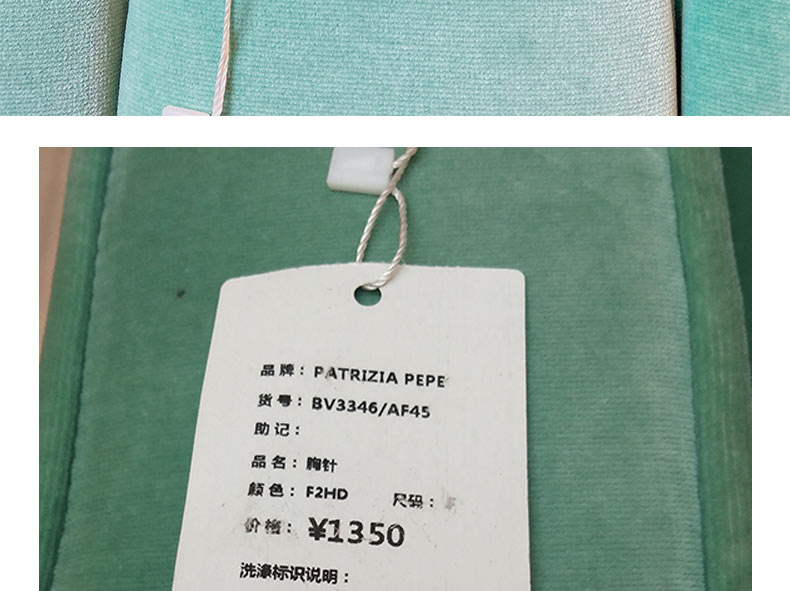 品牌：PATRIZIA PEPE
货号：BV3346/AF45
助记：
品名：胸针
颜色：F2HD 尺码：
价格：¥1350
洗涤标识说明：